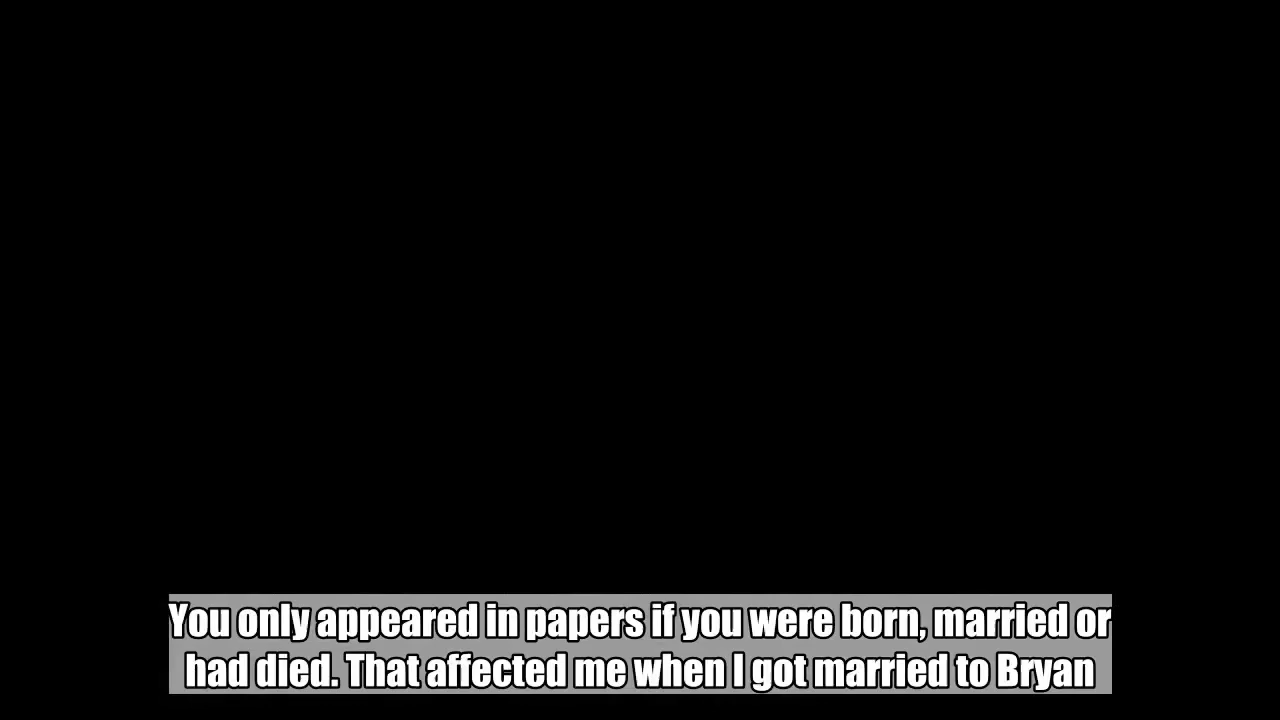 You only appeared in papers if you were born, married or
had died. That affected me when I got married to Bryan